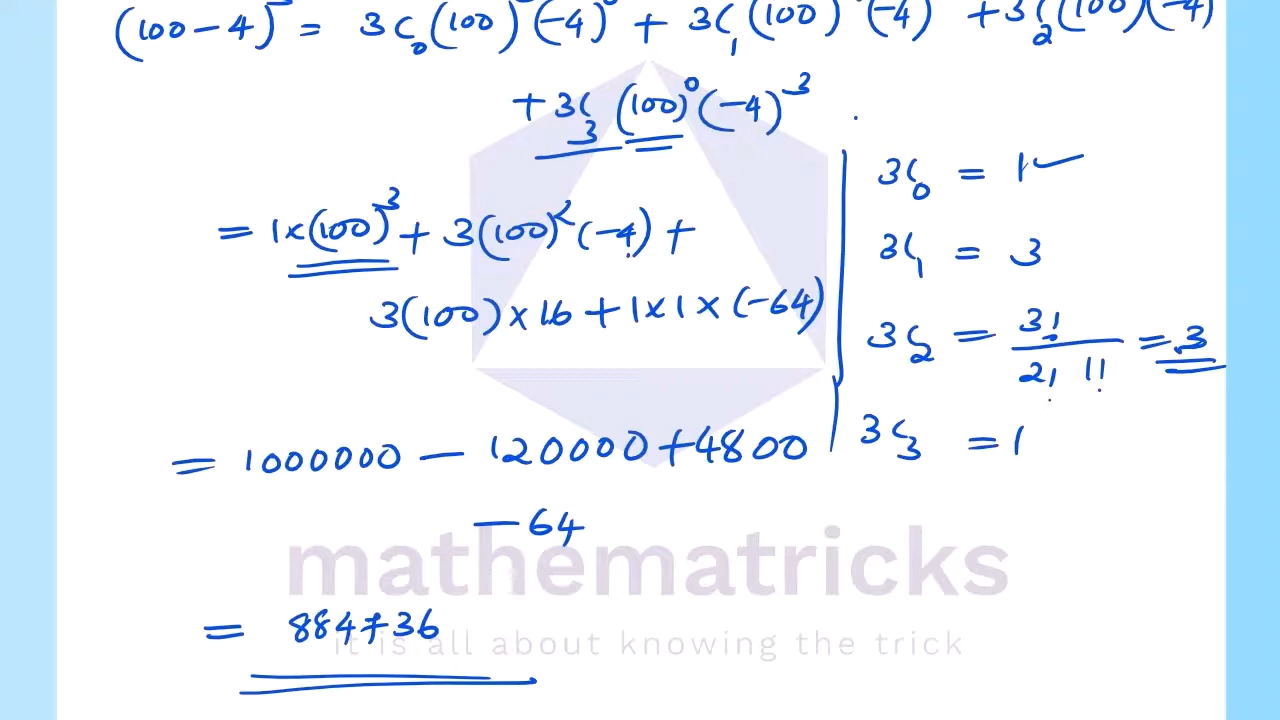 (100-4)³ = 3C₀(100)³(-4)⁰ + 3C₁(100)²(-4)¹ + 3C₂(100)(-4)²
+ 3C₃ (100)⁰(-4)³
= 1×(100)³ + 3(100)²(-4) +
3(100)×16 + 1×1×(-64)
= 1000000 - 120000 + 4800
- 64
= 884736
3C₀ = 1
3C₁ = 3
3C₂ = 3!/2! 1! = 3
3C₃ = 1
mathematricks
it is all about knowing the trick